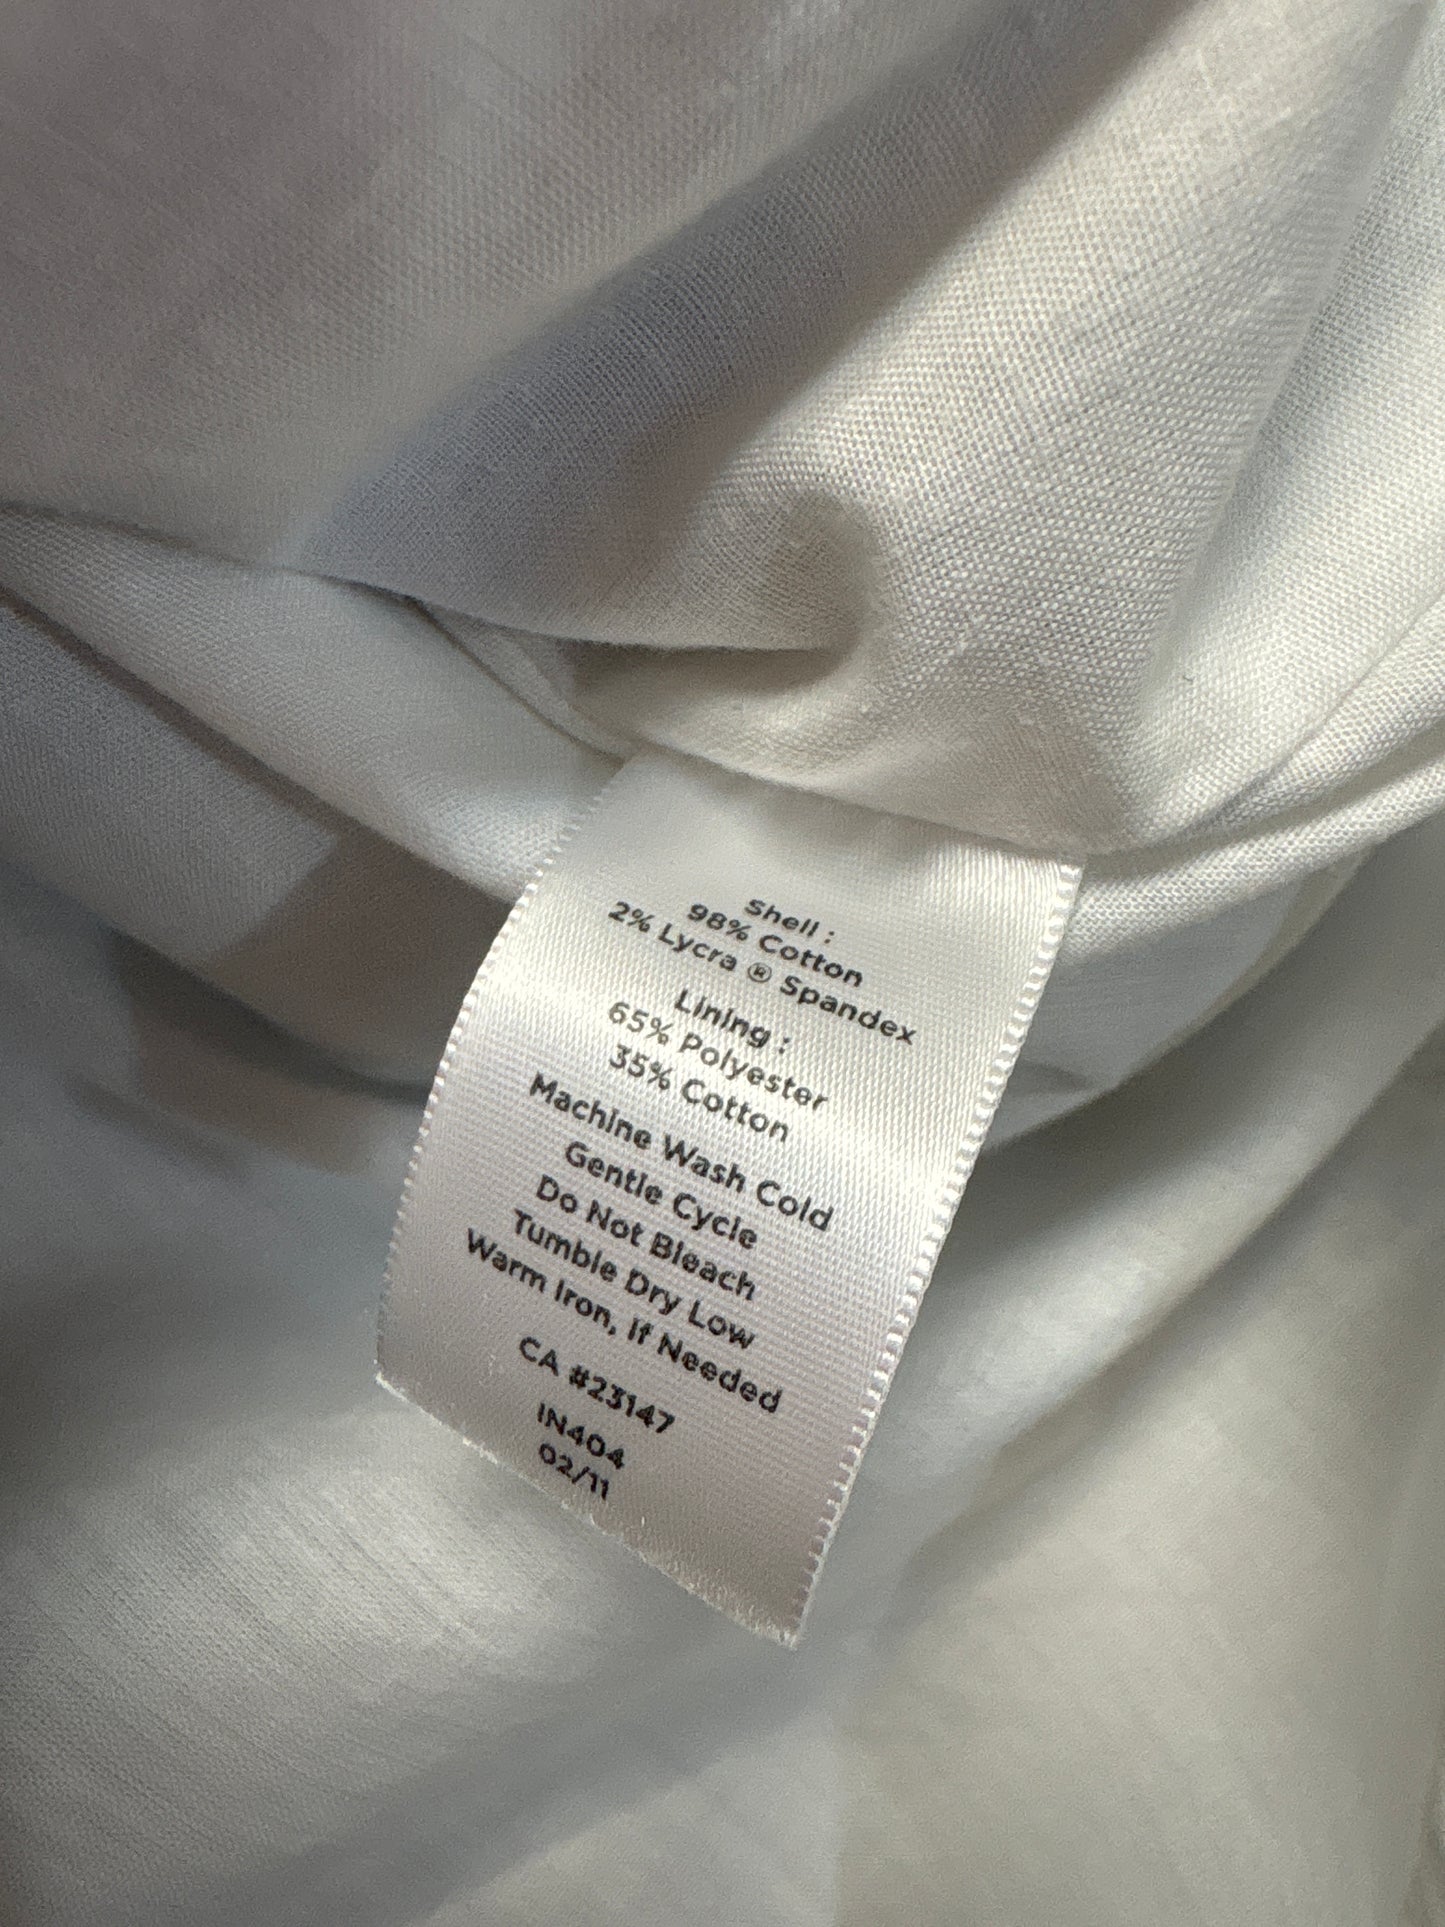 Shell :
98% Cotton
2% Lycra ® Spandex
Lining :
65% Polyester
35% Cotton
Machine Wash Cold
Gentle Cycle
Do Not Bleach
Tumble Dry Low
Warm Iron, If Needed
CA #23147
IN404
02/11